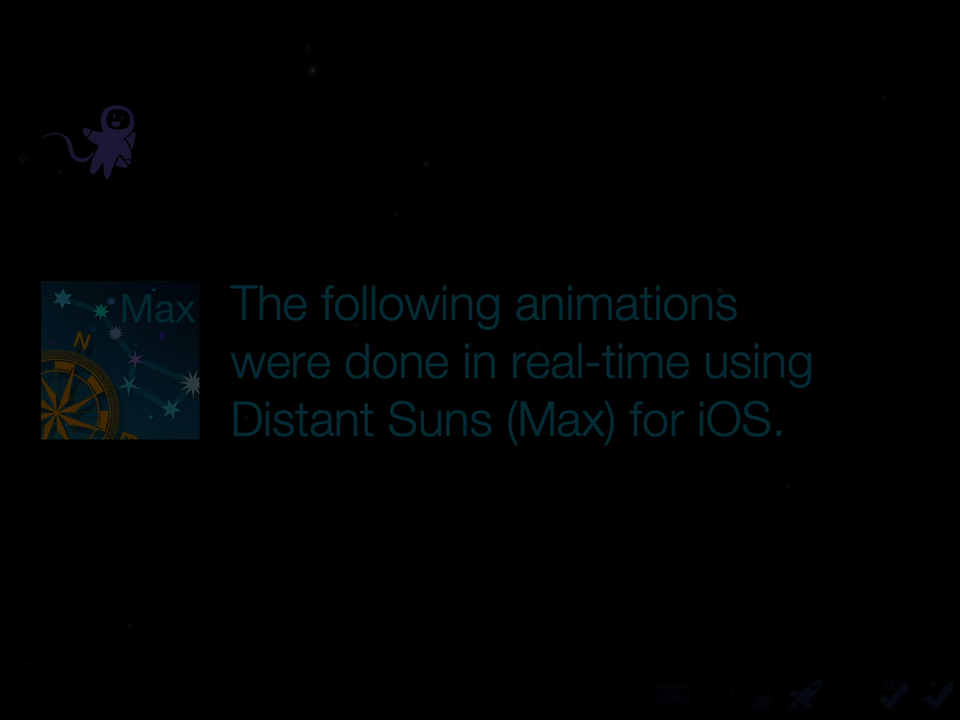 Max
N
The following animations
were done in real-time using
Distant Suns (Max) for iOS.